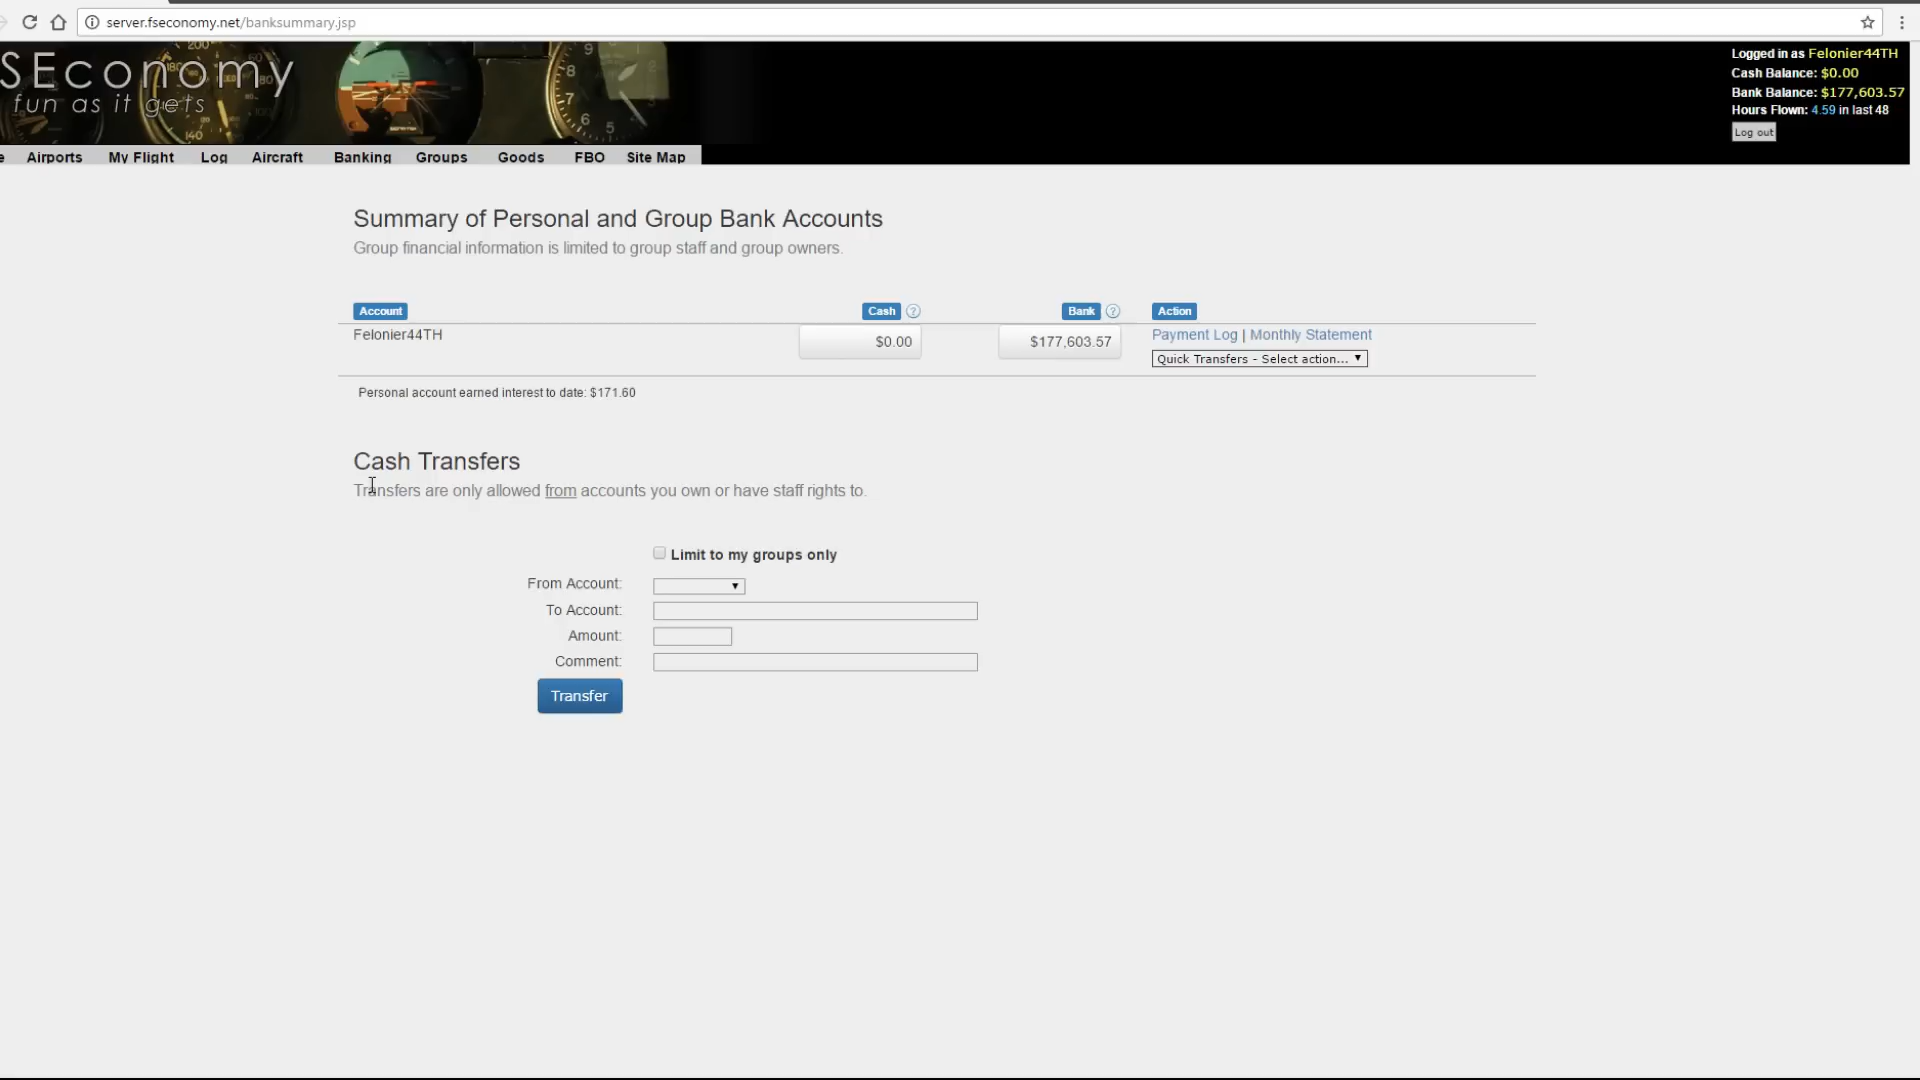 server.fseconomy.net/banksummary.jsp
SEconomy
fun as it gets
Logged in as Felonier44TH
Cash Balance: $0.00
Bank Balance: $177,603.57
Hours Flown: 4.59 in last 48
Log out
e Airports My Flight Log Aircraft Banking Groups Goods FBO Site Map
Summary of Personal and Group Bank Accounts
Group financial information is limited to group staff and group owners.
Account Cash ? Bank ? Action
Felonier44TH $0.00 $177,603.57 Payment Log | Monthly Statement
Quick Transfers - Select action...
Personal account earned interest to date: $171.60
Cash Transfers
Transfers are only allowed from accounts you own or have staff rights to.
Limit to my groups only
From Account:
To Account:
Amount:
Comment:
Transfer